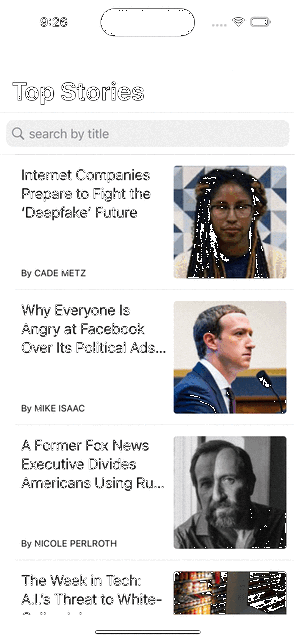 9:26
Top Stories
search by title
Internet Companies
Prepare to Fight the
‘Deepfake’ Future
By CADE METZ
Why Everyone Is
Angry at Facebook
Over Its Political Ads...
By MIKE ISAAC
A Former Fox News
Executive Divides
Americans Using Ru...
By NICOLE PERLROTH
The Week in Tech:
A.I.’s Threat to White-